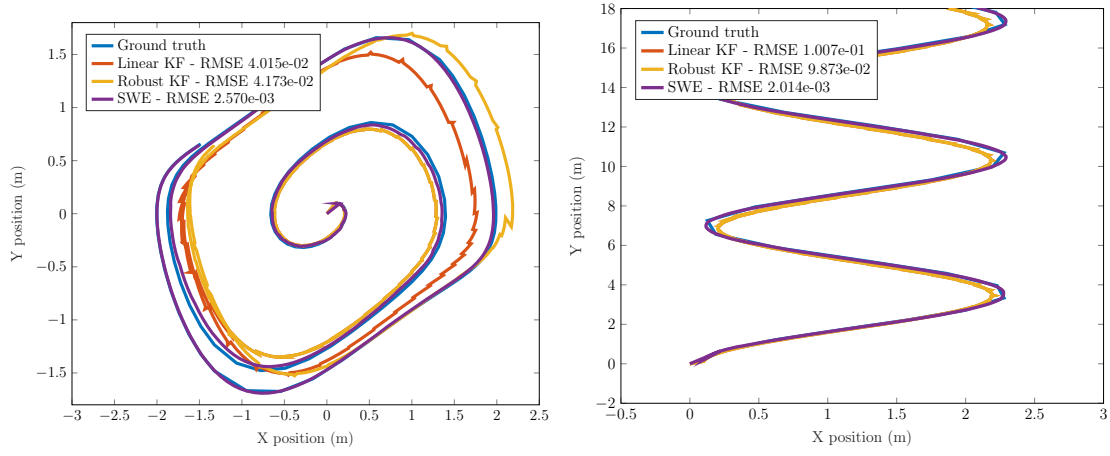 1.5
1
0.5
0
−0.5
−1
−1.5
Y position (m)
Ground truth
Linear KF - RMSE 4.015e-02
Robust KF - RMSE 4.173e-02
SWE - RMSE 2.570e-03
−3 −2.5 −2 −1.5 −1 −0.5 0 0.5 1 1.5 2 2.5
X position (m)
18
16
14
12
10
8
6
4
2
0
−2
Y position (m)
Ground truth
Linear KF - RMSE 1.007e-01
Robust KF - RMSE 9.873e-02
SWE - RMSE 2.014e-03
−0.5 0 0.5 1 1.5 2 2.5 3
X position (m)